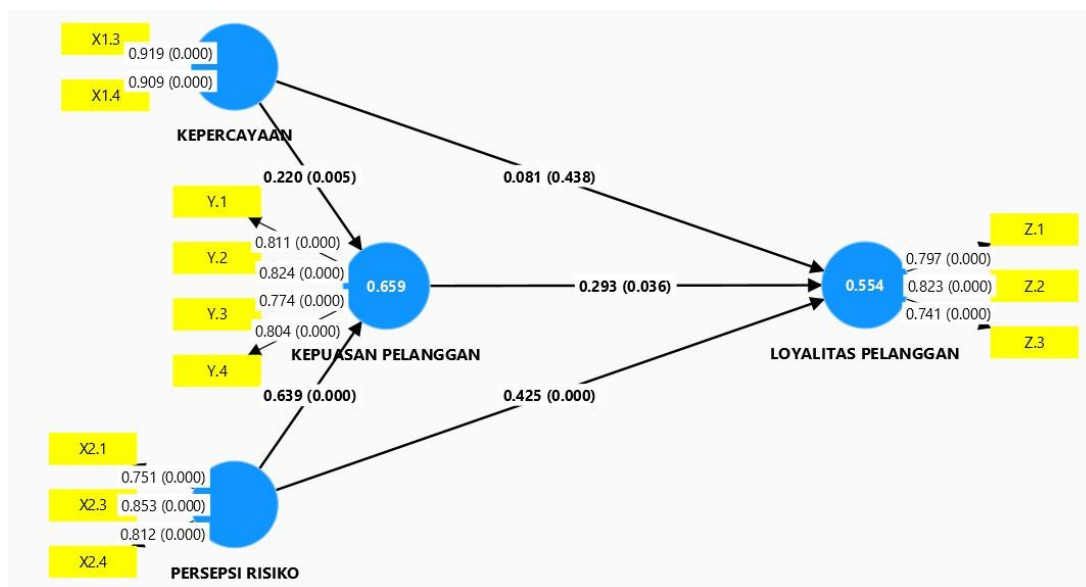 X1.3
0.919 (0.000)
0.909 (0.000)
X1.4
KEPERCAYAAN
0.220 (0.005)
0.081 (0.438)
Y.1
0.811 (0.000)
Y.2
0.824 (0.000)
0.774 (0.000)
Y.3
0.804 (0.000)
Y.4
0.659
KEPUASAN PELANGGAN
0.293 (0.036)
0.554
LOYALITAS PELANGGAN
Z.1
0.797 (0.000)
0.823 (0.000)
Z.2
0.741 (0.000)
Z.3
0.639 (0.000)
0.425 (0.000)
X2.1
0.751 (0.000)
X2.3
0.853 (0.000)
0.812 (0.000)
X2.4
PERSEPSI RISIKO